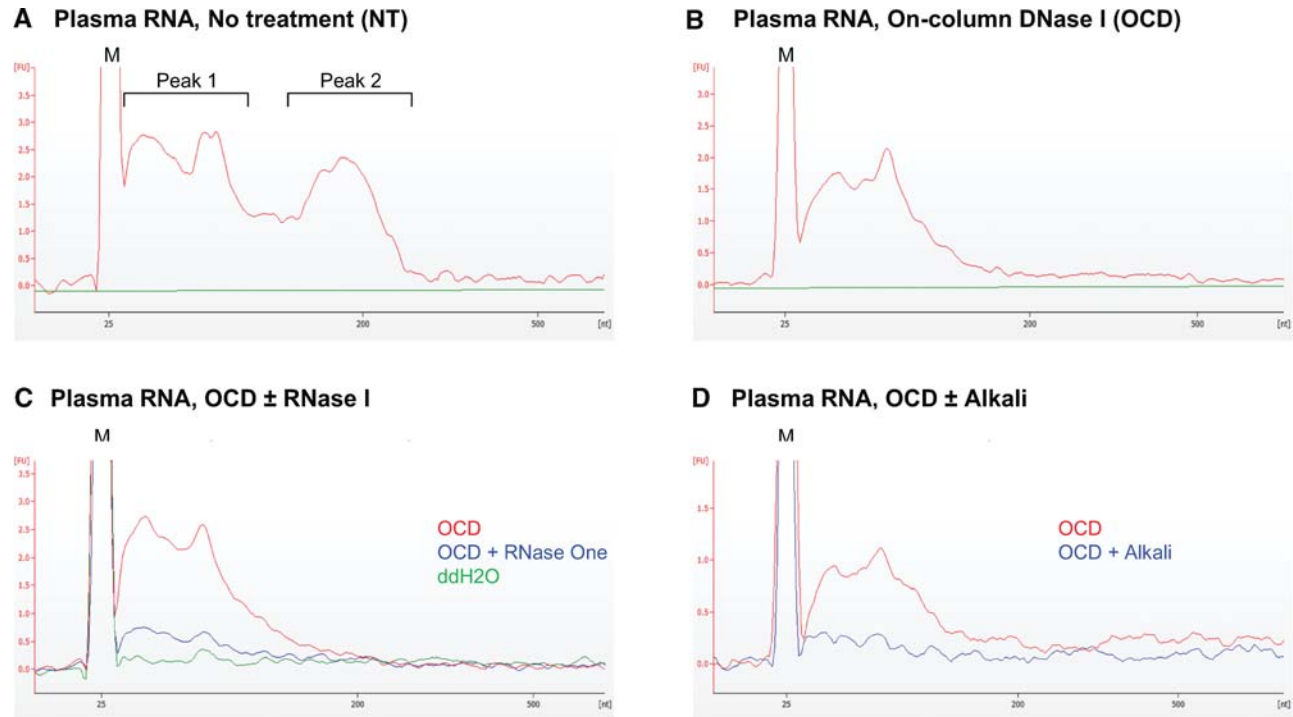 A Plasma RNA, No treatment (NT)
M
[FU]
Peak 1
Peak 2
3.5
3.0
2.5
2.0
1.5
1.0
0.5
0.0
25
200
500
[nt]
B Plasma RNA, On-column DNase I (OCD)
M
[FU]
3.0
2.5
2.0
1.5
1.0
0.5
0.0
25
200
500
[nt]
C Plasma RNA, OCD ± RNase I
M
[FU]
3.5
3.0
2.5
2.0
1.5
1.0
0.5
0.0
OCD
OCD + RNase One
ddH2O
25
200
500
[nt]
D Plasma RNA, OCD ± Alkali
M
[FU]
1.5
1.0
0.5
0.0
OCD
OCD + Alkali
25
200
500
[nt]